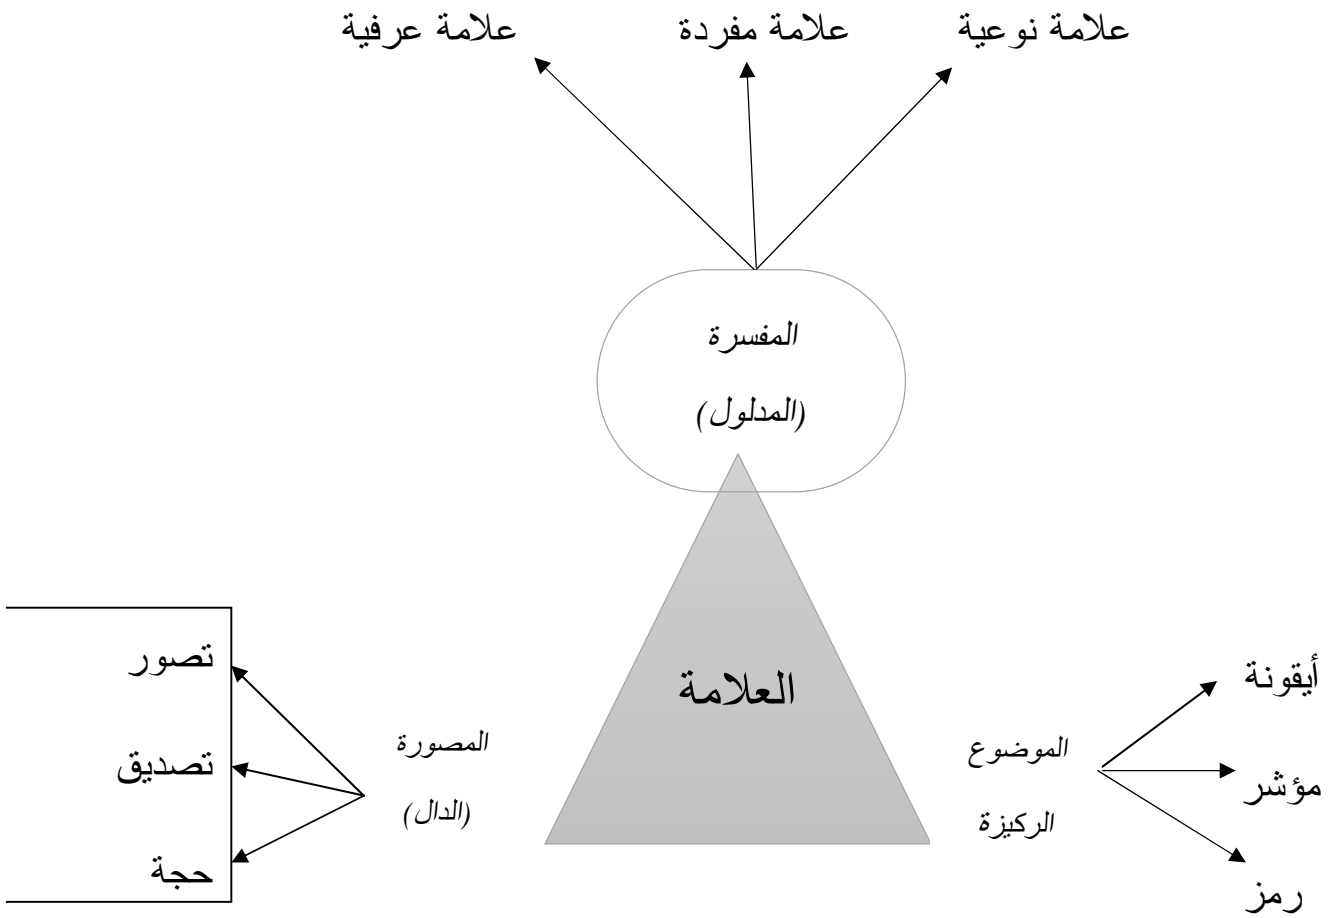 علامة نوعية
علامة مفردة
علامة عرفية
المفسرة
(المدلول)
العلامة
أيقونة
مؤشر
رمز
الموضوع
الركيزة
المصورة
(الدال)
تصور
تصديق
حجة